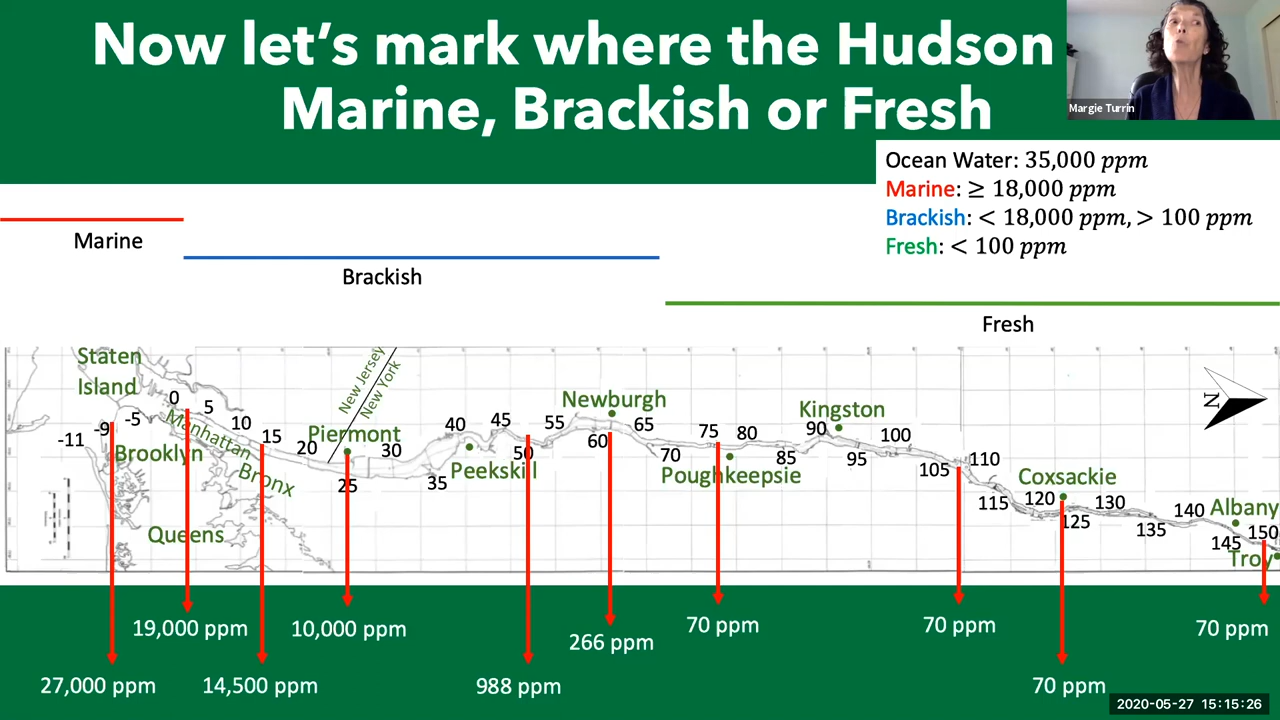 Now let's mark where the Hudson
Marine, Brackish or Fresh
Margie Turrin
Ocean Water: 35,000 ppm
Marine: ≥ 18,000 ppm
Brackish: < 18,000 ppm, > 100 ppm
Fresh: < 100 ppm
Marine
Brackish
Fresh
Staten
Island
New Jersey
New York
N
-11 -9 -5 0 5 10 15 20 25 30 35 40 45 50 55 60 65 70 75 80 85 90 95 100 105 110 115 120 125 130 135 140 145 150
Manhattan
Brooklyn
Bronx
Queens
Piermont
Peekskill
Newburgh
Poughkeepsie
Kingston
Coxsackie
Albany
Troy
27,000 ppm
19,000 ppm
14,500 ppm
10,000 ppm
988 ppm
266 ppm
70 ppm
70 ppm
70 ppm
70 ppm
2020-05-27 15:15:26